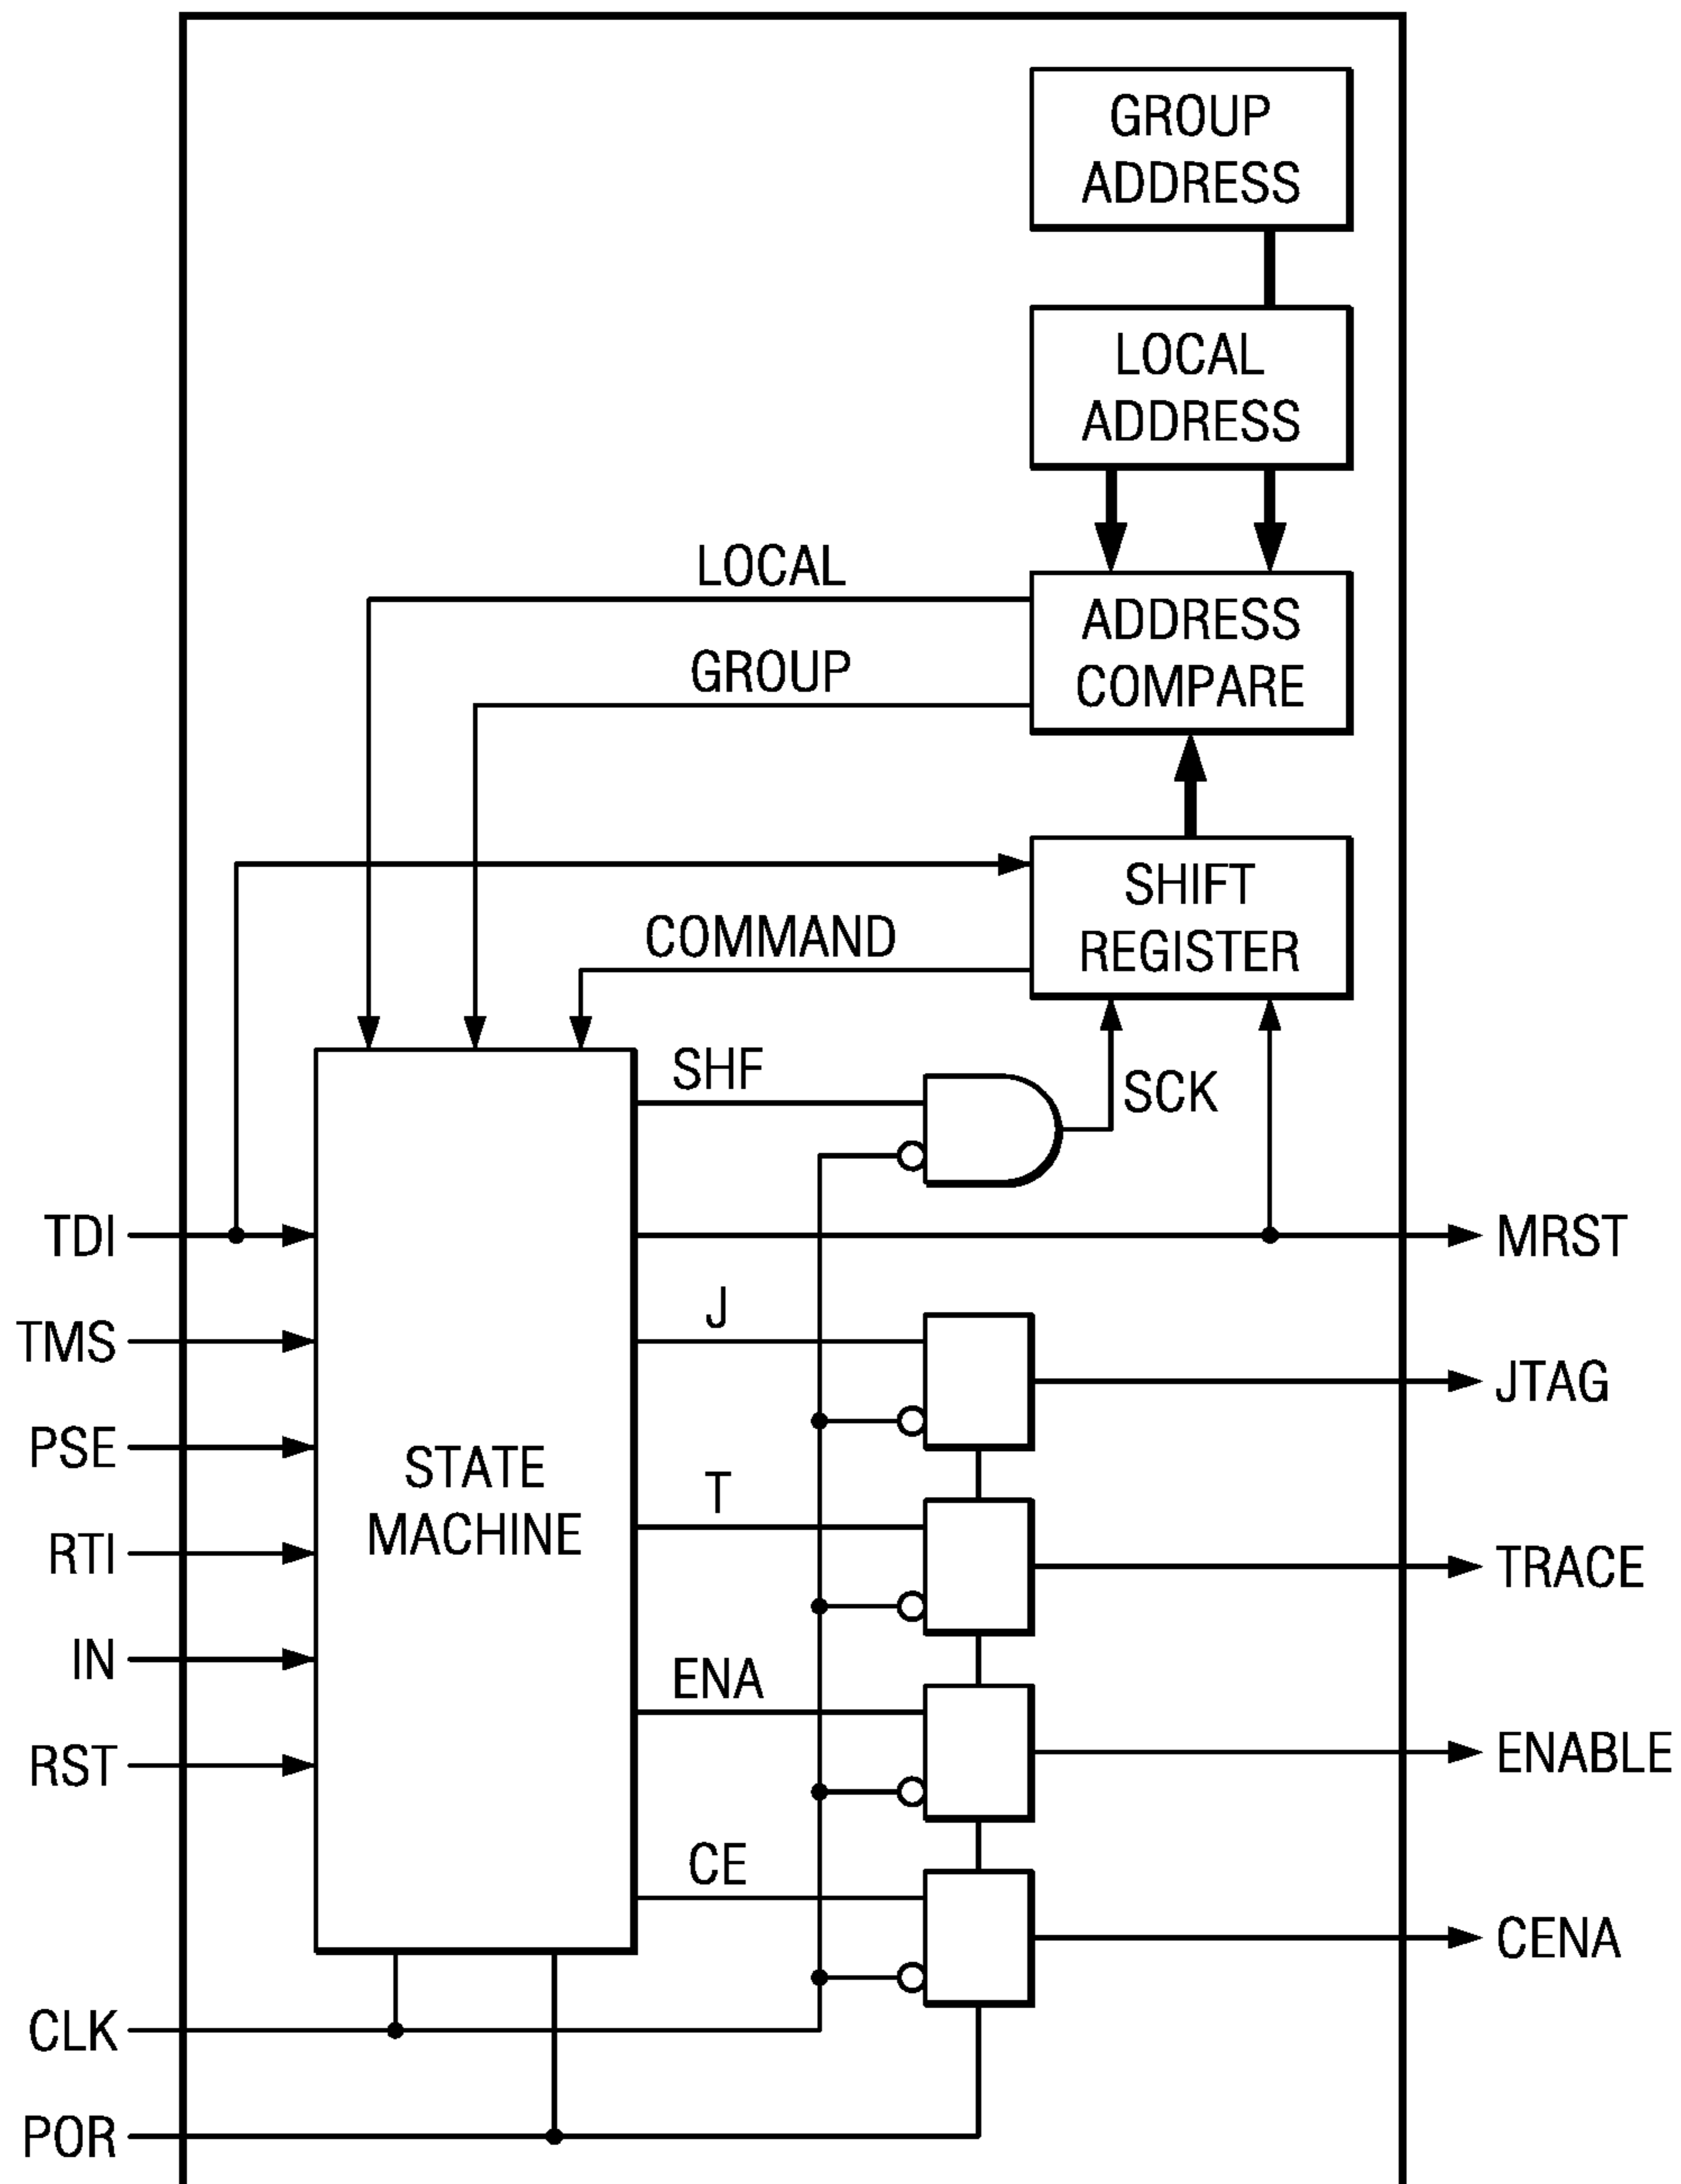 GROUP
ADDRESS
LOCAL
ADDRESS
LOCAL
ADDRESS
COMPARE
GROUP
SHIFT
REGISTER
COMMAND
SHF
SCK
TDI
MRST
J
TMS
JTAG
PSE
STATE
MACHINE
T
RTI
TRACE
IN
ENA
RST
ENABLE
CE
CENA
CLK
POR